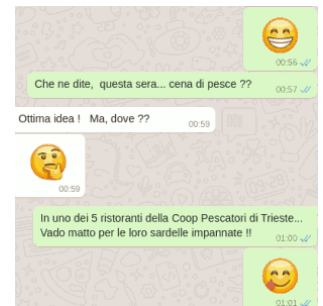 00:56
Che ne dite, questa sera... cena di pesce ??
00:57
Ottima idea ! Ma, dove ??
00:59
00:59
In uno dei 5 ristoranti della Coop Pescatori di Trieste...
Vado matto per le loro sardelle impannate !!
01:00
01:01